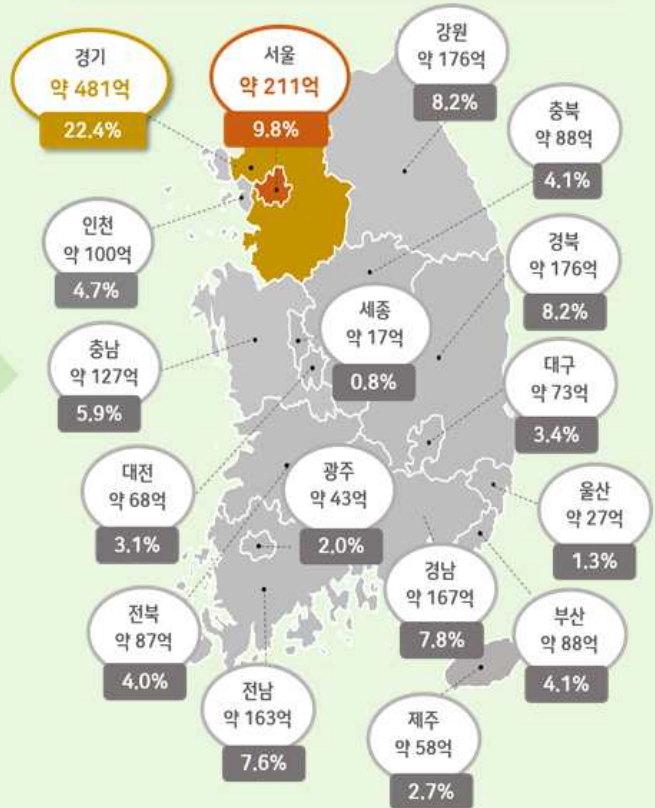 경기
약 481억
22.4%
서울
약 211억
9.8%
강원
약 176억
8.2%
충북
약 88억
4.1%
인천
약 100억
4.7%
경북
약 176억
8.2%
세종
약 17억
0.8%
충남
약 127억
5.9%
대구
약 73억
3.4%
대전
약 68억
3.1%
광주
약 43억
2.0%
울산
약 27억
1.3%
경남
약 167억
7.8%
전북
약 87억
4.0%
부산
약 88억
4.1%
전남
약 163억
7.6%
제주
약 58억
2.7%